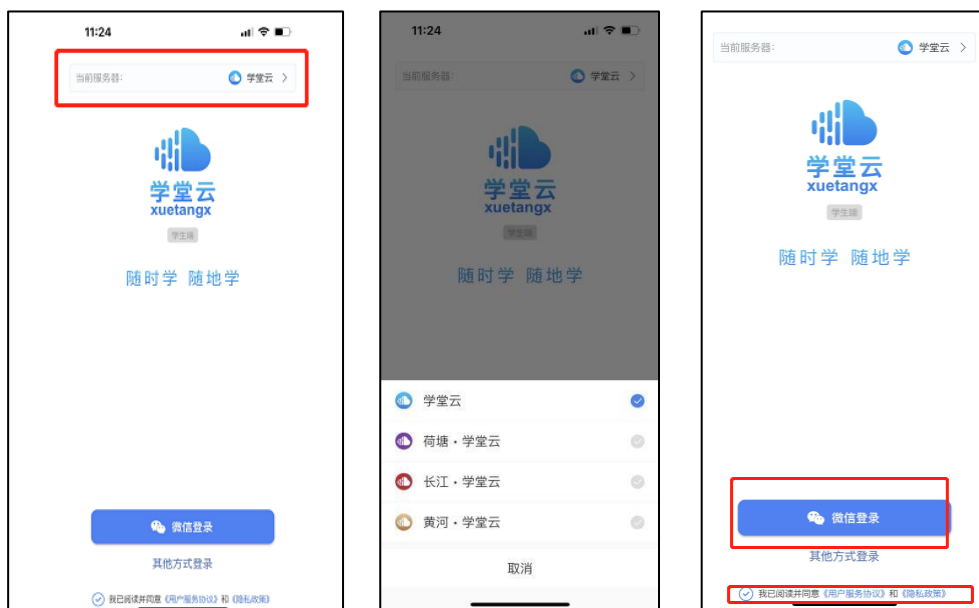 11:24
当前服务器:
学堂云
学堂云
xuetangx
学生端
随时学 随地学
微信登录
其他方式登录
我已阅读并同意《用户服务协议》和《隐私政策》
11:24
当前服务器:
学堂云
学堂云
xuetangx
学生端
随时学 随地学
学堂云
荷塘·学堂云
长江·学堂云
黄河·学堂云
取消
当前服务器:
学堂云
学堂云
xuetangx
学生端
随时学 随地学
微信登录
其他方式登录
我已阅读并同意《用户服务协议》和《隐私政策》